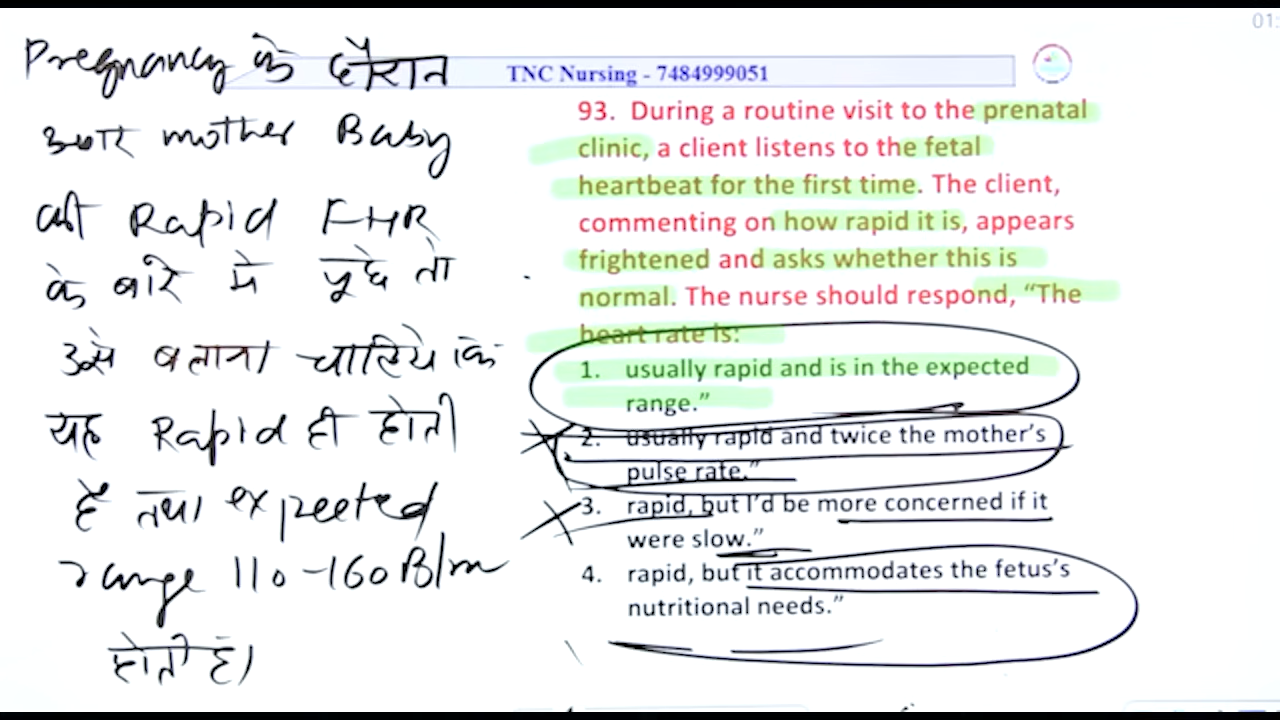 01:
TNC Nursing - 7484999051
Pregnancy के दौरान
अगर mother Baby
की Rapid FHR
के बारे में पूछे तो
उसे बताना चाहिये कि
यह Rapid ही होती
है तथा expected
range 110-160 B/m
होती है।
93. During a routine visit to the prenatal
clinic, a client listens to the fetal
heartbeat for the first time. The client,
commenting on how rapid it is, appears
frightened and asks whether this is
normal. The nurse should respond, “The
heart rate is:
1. usually rapid and is in the expected
range.”
2. usually rapid and twice the mother’s
pulse rate.”
3. rapid, but I’d be more concerned if it
were slow.”
4. rapid, but it accommodates the fetus’s
nutritional needs.”